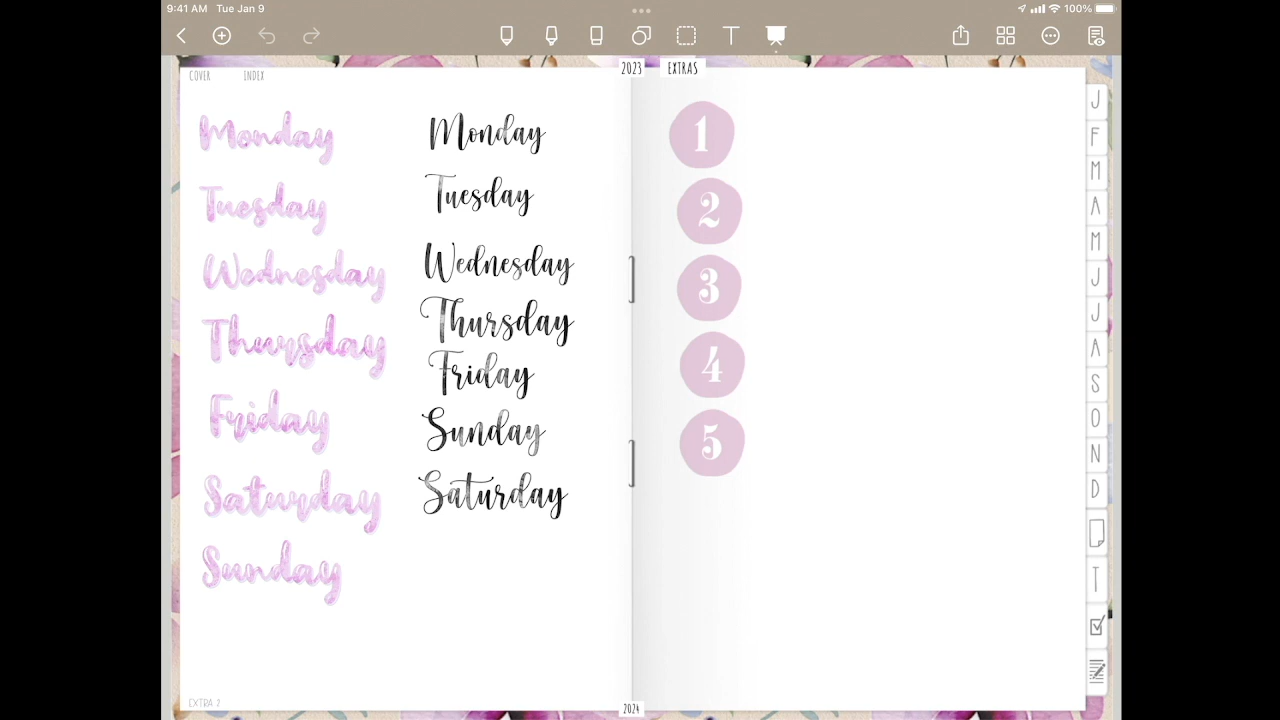 9:41 AM Tue Jan 9
100%
COVER INDEX
2023 EXTRAS
Monday
Tuesday
Wednesday
Thursday
Friday
Saturday
Sunday
Monday
Tuesday
Wednesday
Thursday
Friday
Sunday
Saturday
1
2
3
4
5
J
F
M
A
M
J
J
A
S
O
N
D
T
EXTRA 2
2024